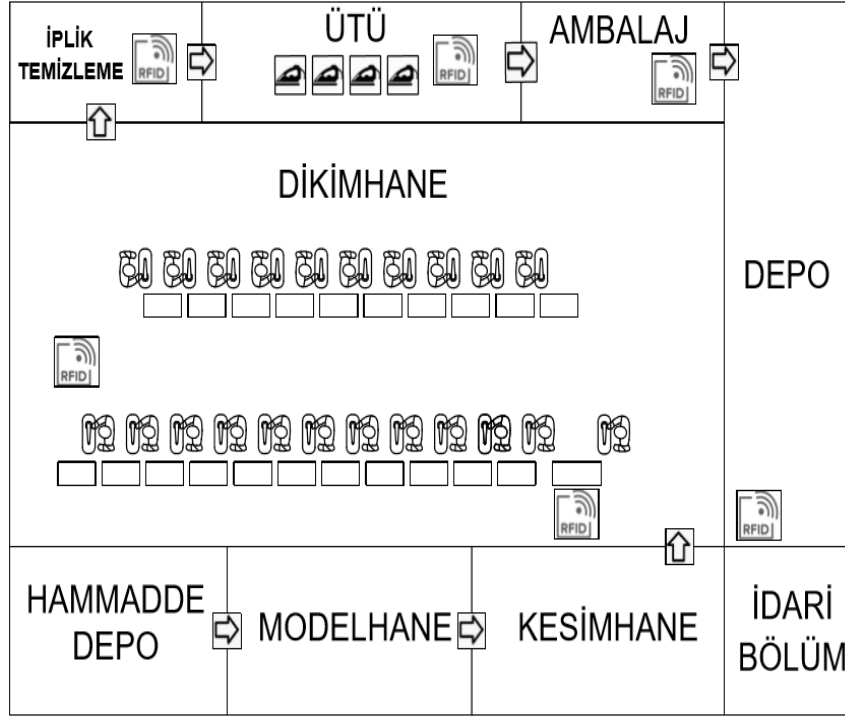 İPLİK
TEMİZLEME
RFID
ÜTÜ
RFID
AMBALAJ
RFID
DİKİMHANE
DEPO
RFID
RFID
RFID
HAMMADDE
DEPO
MODELHANE
KESİMHANE
İDARİ
BÖLÜM